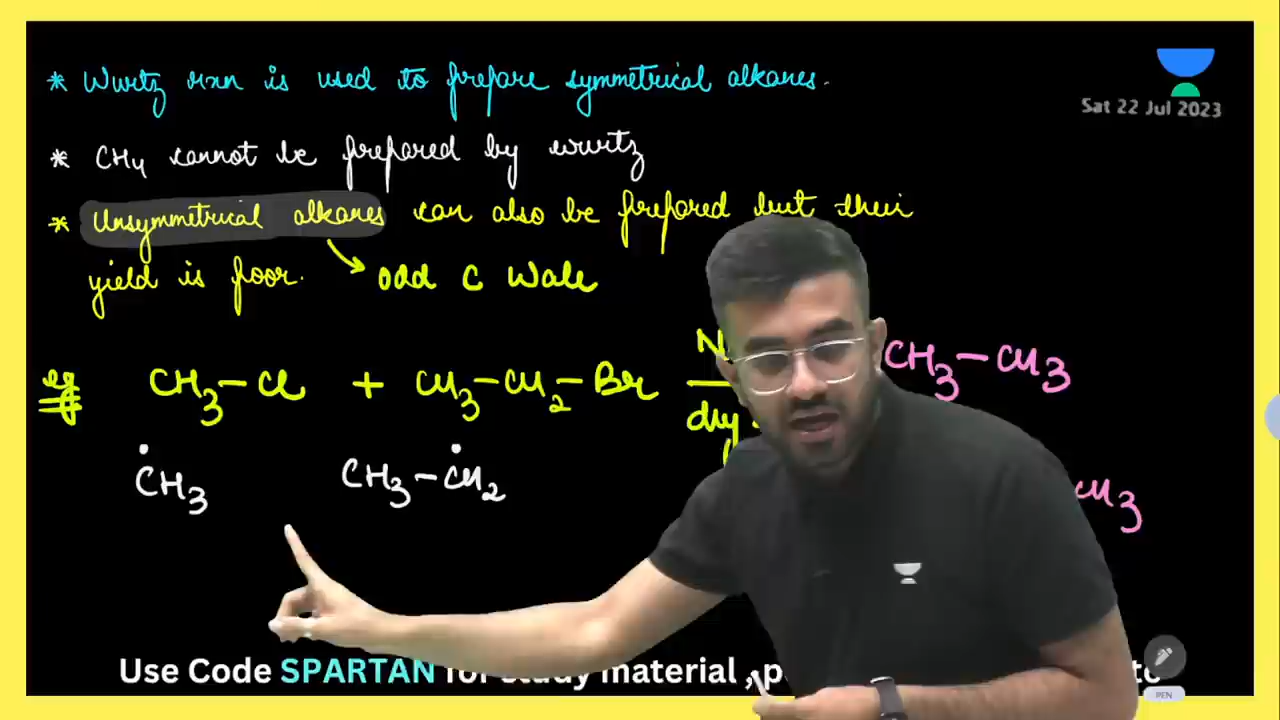 * Wurtz rxn is used to prepare symmetrical alkanes.
Sat 22 Jul 2023
* CH4 cannot be prepared by wurtz
* Unsymmetrical alkanes can also be prepared but their
yield is poor. → odd C Wale
eg CH3-Cl + CH3-CH2-Br dry CH3-CH3
ĊH3 CH3-ĊH2 CH3
Use Code SPARTAN for study material,
PEN